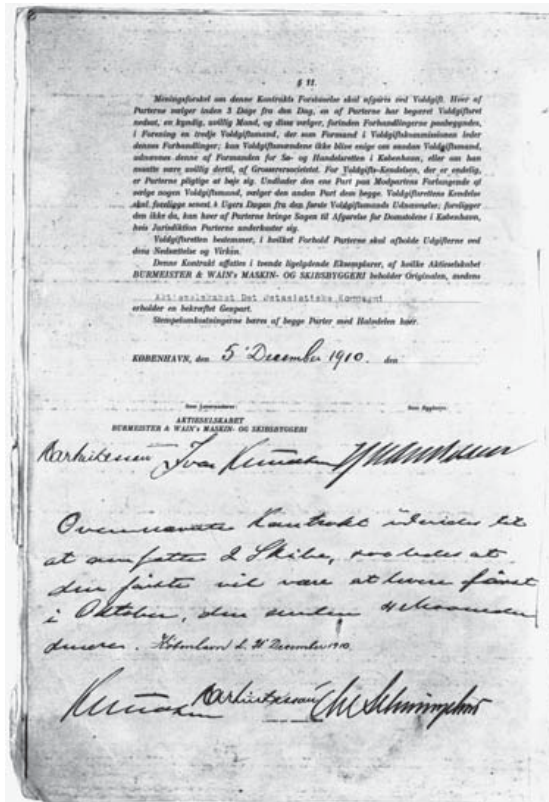 § 11.
Meningsforskel om denne Kontrakts Forstaaelse skal afgøres ved Voldgift. Hver af
Parterne vælger inden 3 Dage fra den Dag, en af Parterne har begæret Voldgiftsret
nedsat, en kyndig, uvillig Mand, og disse vælger, forinden Forhandlingerne paabegyndes,
i Forening en tredje Voldgiftsmand, der som Formand i Voldgiftskommissionen leder
dennes Forhandlinger; kan Voldgiftsmændene ikke blive enige om saadan Voldgiftsmand,
udnævnes denne af Formanden for Sø- og Handelsretten i København, eller om han
maatte være uvillig dertil, af Grosserersocietetet. For Voldgifts-Kendelsen, der er endelig,
er Parterne pligtige at bøje sig. Undlader den ene Part paa Modpartens Forlangende at
vælge nogen Voldgiftsmand, vælger den anden Part dem begge. Voldgiftsrettens Kendelse
skal foreligge senest 6 Ugers Dagen fra den første Voldgiftsmands Udnævnelse; foreligger
den ikke da, kan hver af Parterne bringe Sagen til Afgørelse for Domstolene i København,
hvis Jurisdiktion Parterne underkaster sig.
Voldgiftsretten bestemmer, i hvilket Forhold Parterne skal afholde Udgifterne ved
dens Nedsættelse og Virken.
Denne Kontrakt affattes i tvende ligelydende Eksemplarer, af hvilke Aktieselskabet
BURMEISTER & WAIN's MASKIN- OG SKIBSBYGGERI beholder Originalen, medens
Aktieselskabet Det Østasiatiske Kompagni
erholder en bekræftet Genpart.
Stempelomkostningerne bæres af begge Parter med Halvdelen hver.
KØBENHAVN, den 5' December 1910. den
Som Leverandører: Som Bygherre:
AKTIESELSKABET
BURMEISTER & WAIN's MASKIN- OG SKIBSBYGGERI
Ivar Knudsen
Ovennævnte Kontrakt udvides til
at omfatte 2 Skibe, saaledes at
den første vil være at levere
i Oktober, den anden 4 Maaneder
senere. København d. December 1910.
Knudsen